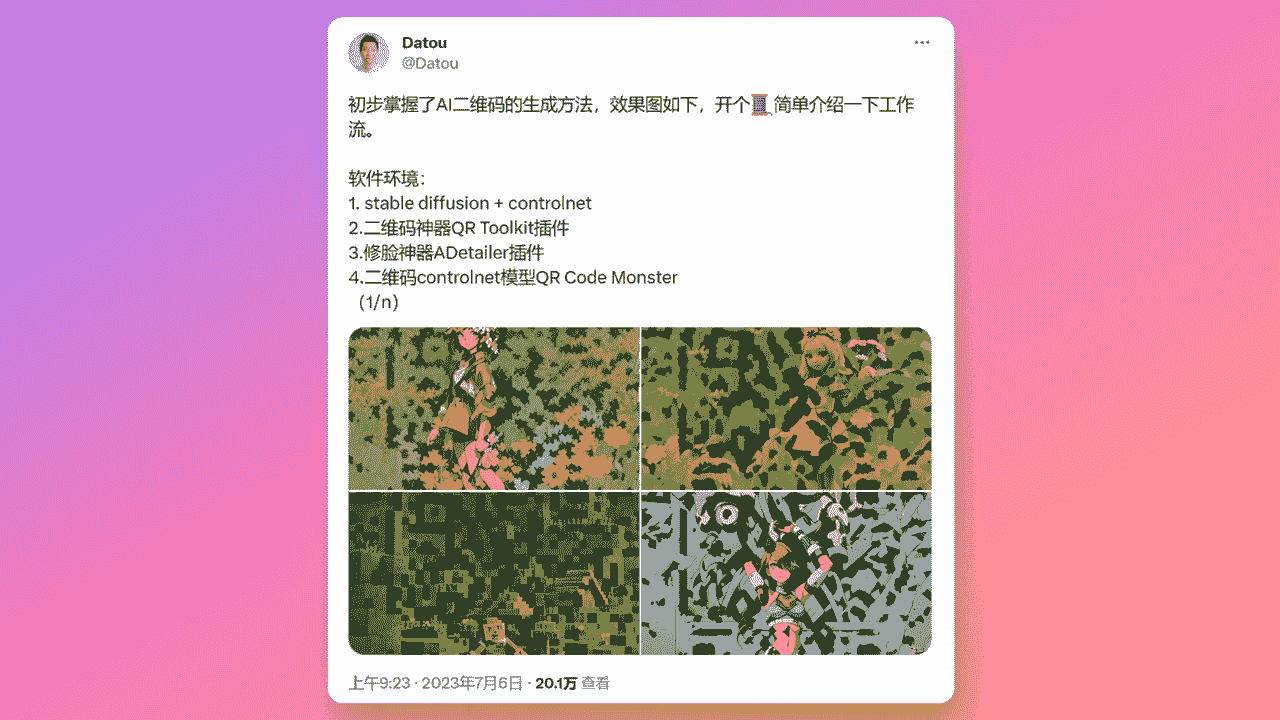 Datou
@Datou
初步掌握了AI二维码的生成方法，效果图如下，开个🧵简单介绍一下工作
流。
软件环境：
1. stable diffusion + controlnet
2.二维码神器QR Toolkit插件
3.修脸神器ADetailer插件
4.二维码controlnet模型QR Code Monster
（1/n）
上午9:23 · 2023年7月6日 · 20.1万 查看